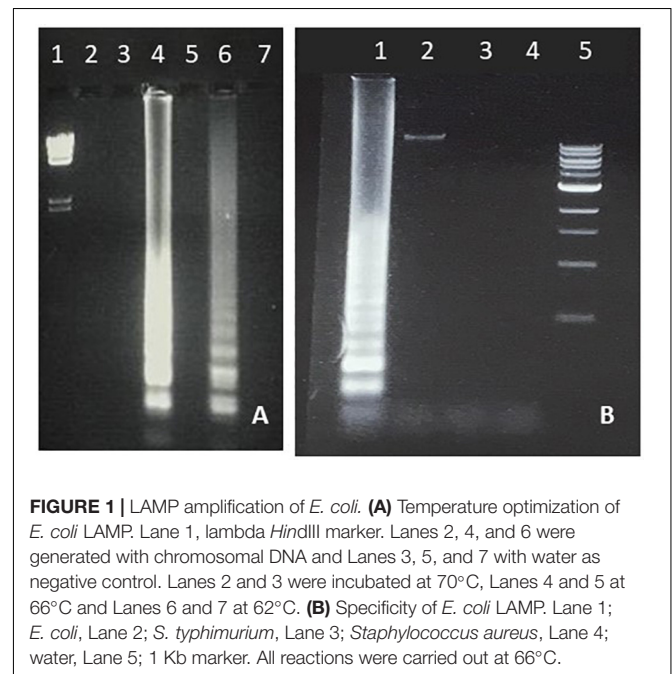 1 2 3 4 5 6 7
A
1 2 3 4 5
B
FIGURE 1 | LAMP amplification of E. coli. (A) Temperature optimization of
E. coli LAMP. Lane 1, lambda HindIII marker. Lanes 2, 4, and 6 were
generated with chromosomal DNA and Lanes 3, 5, and 7 with water as
negative control. Lanes 2 and 3 were incubated at 70°C, Lanes 4 and 5 at
66°C and Lanes 6 and 7 at 62°C. (B) Specificity of E. coli LAMP. Lane 1;
E. coli, Lane 2; S. typhimurium, Lane 3; Staphylococcus aureus, Lane 4;
water, Lane 5; 1 Kb marker. All reactions were carried out at 66°C.